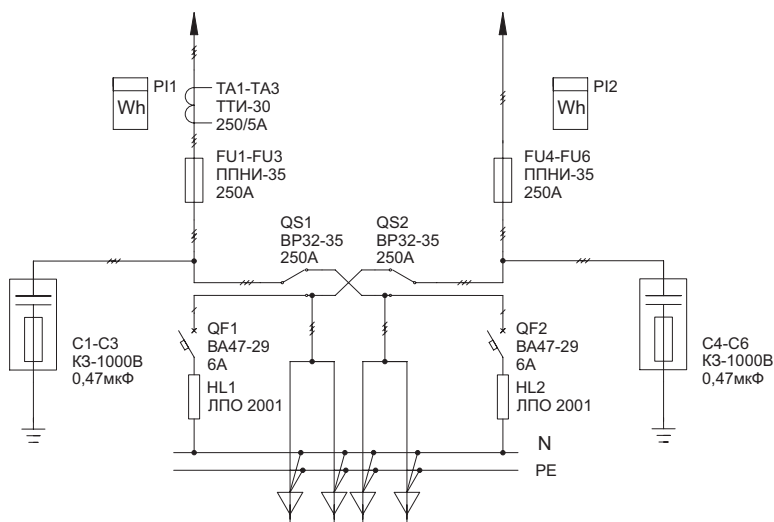 PI1
Wh
TA1-TA3
ТТИ-30
250/5А
PI2
Wh
FU1-FU3
ППНИ-35
250А
FU4-FU6
ППНИ-35
250А
QS1
ВР32-35
250А
QS2
ВР32-35
250А
C1-C3
КЗ-1000В
0,47мкФ
QF1
ВА47-29
6А
HL1
ЛПО 2001
QF2
ВА47-29
6А
HL2
ЛПО 2001
C4-C6
КЗ-1000В
0,47мкФ
N
PE